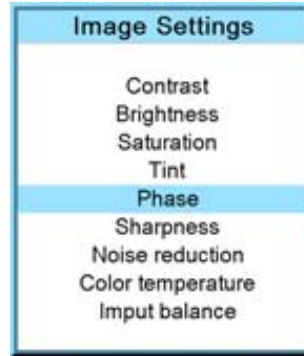 Image Settings
Contrast
Brightness
Saturation
Tint
Phase
Sharpness
Noise reduction
Color temperature
Imput balance